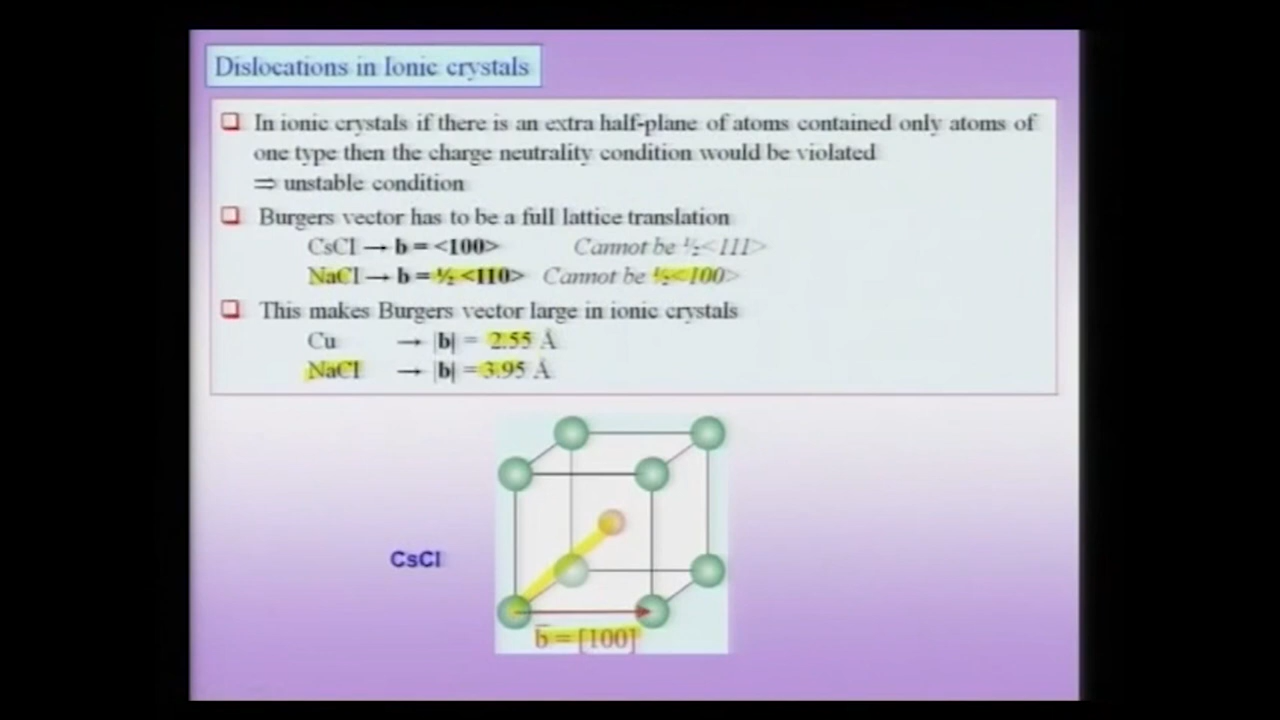 Dislocations in Ionic crystals
❑ In ionic crystals if there is an extra half-plane of atoms contained only atoms of
one type then the charge neutrality condition would be violated
⇒ unstable condition
❑ Burgers vector has to be a full lattice translation
CsCl → b = <100> Cannot be ½<111>
NaCl → b = ½ <110> Cannot be ½<100>
❑ This makes Burgers vector large in ionic crystals
Cu → |b| = 2.55 Å
NaCl → |b| = 3.95 Å
CsCl
b̅ = [100]